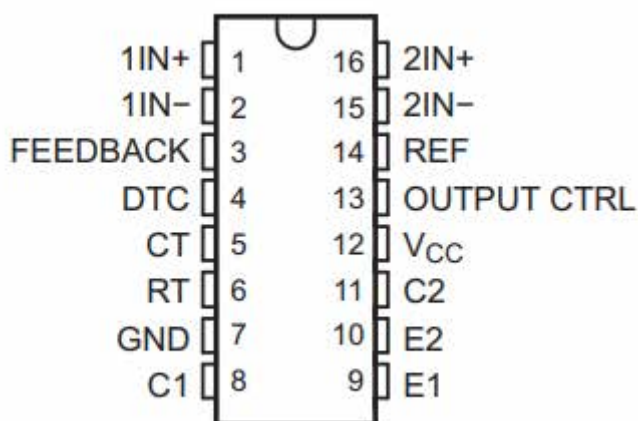 1IN+ 1 16 2IN+
1IN− 2 15 2IN−
FEEDBACK 3 14 REF
DTC 4 13 OUTPUT CTRL
CT 5 12 VCC
RT 6 11 C2
GND 7 10 E2
C1 8 9 E1